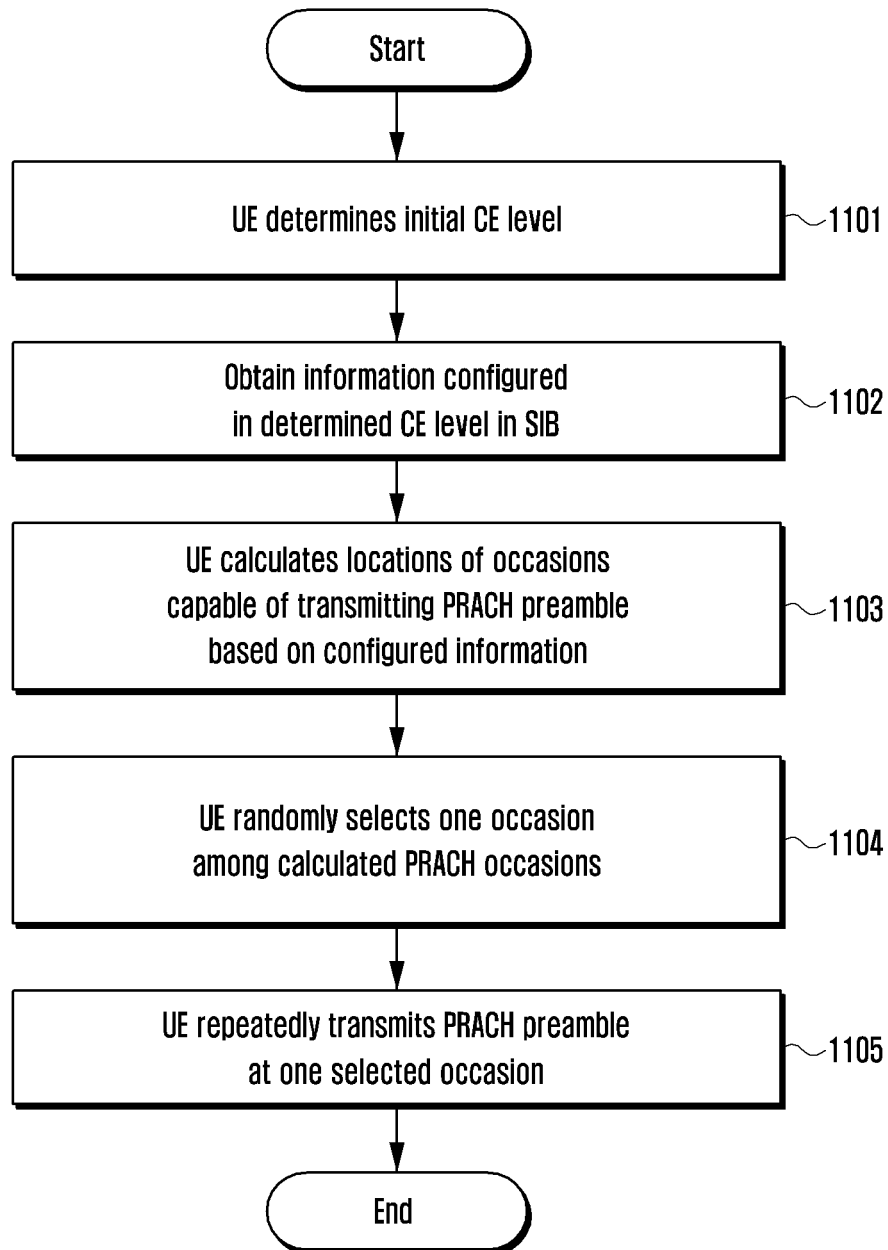 Start
UE determines initial CE level
1101
Obtain information configured
in determined CE level in SIB
1102
UE calculates locations of occasions
capable of transmitting PRACH preamble
based on configured information
1103
UE randomly selects one occasion
among calculated PRACH occasions
1104
UE repeatedly transmits PRACH preamble
at one selected occasion
1105
End